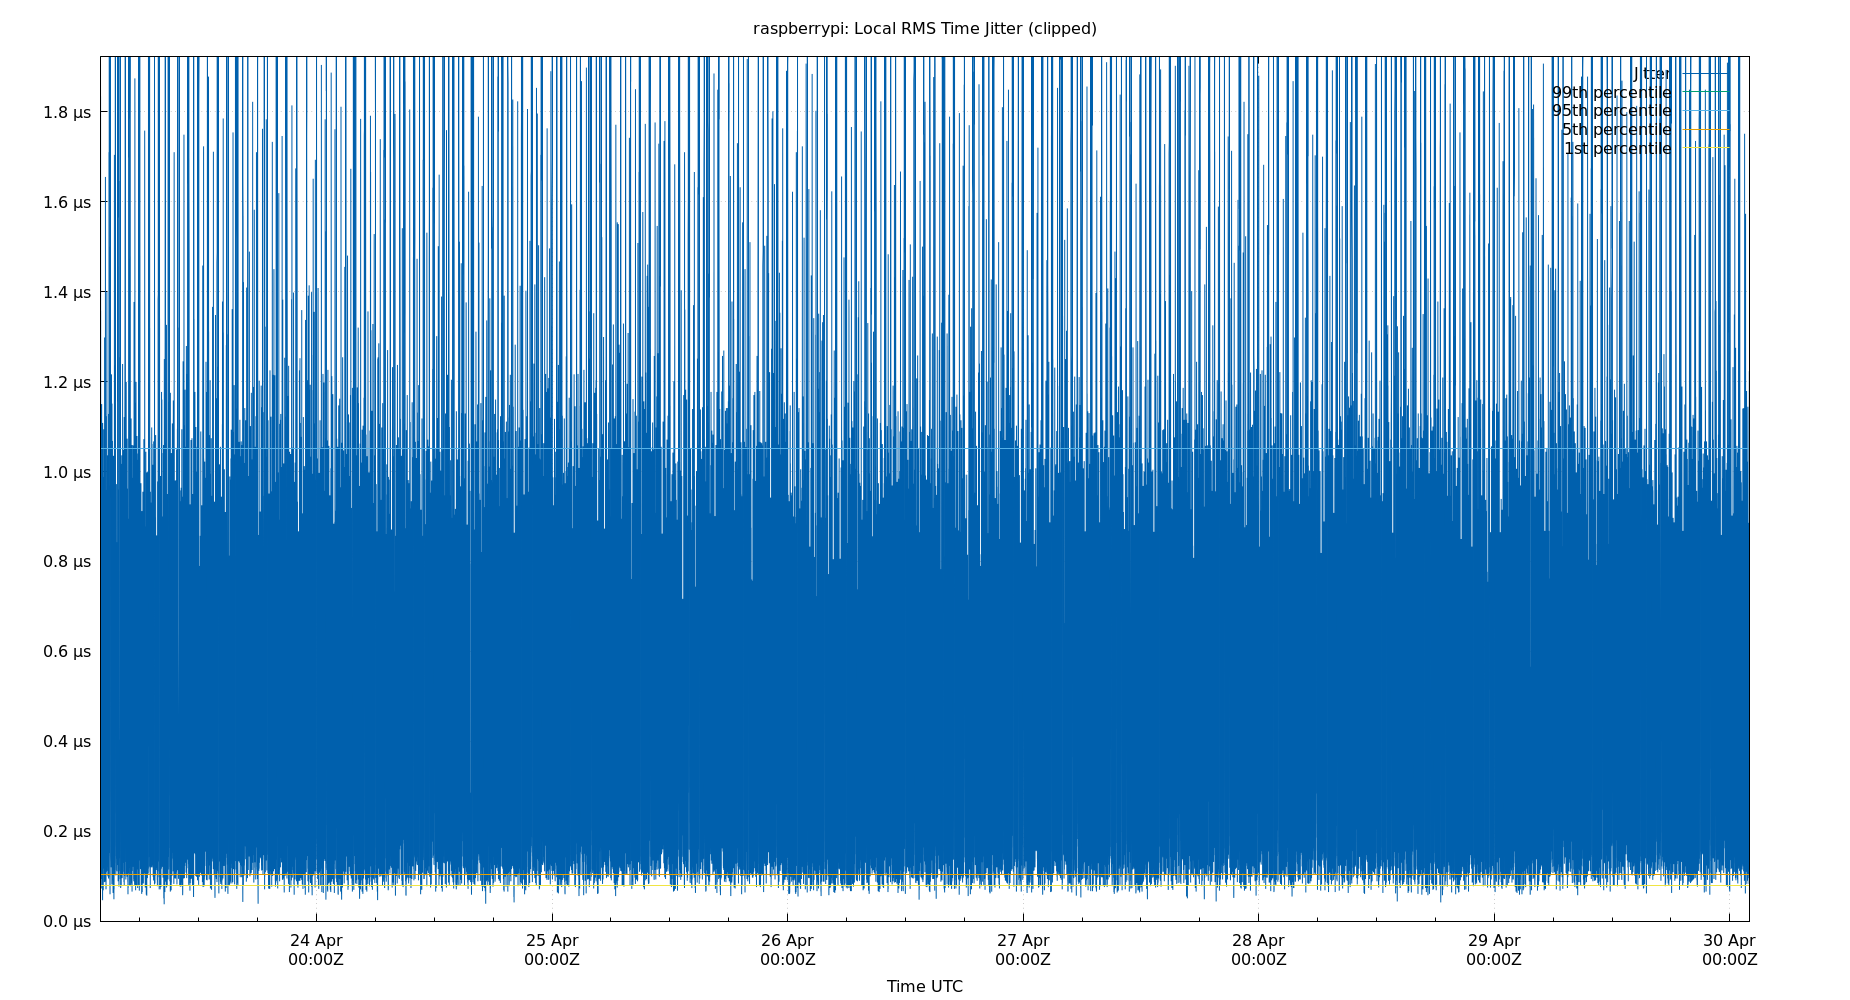 raspberrypi: Local RMS Time Jitter (clipped)
Jitter
99th percentile
95th percentile
5th percentile
1st percentile
1.8 µs
1.6 µs
1.4 µs
1.2 µs
1.0 µs
0.8 µs
0.6 µs
0.4 µs
0.2 µs
0.0 µs
24 Apr 25 Apr 26 Apr 27 Apr 28 Apr 29 Apr 30 Apr
00:00Z 00:00Z 00:00Z 00:00Z 00:00Z 00:00Z 00:00Z
Time UTC